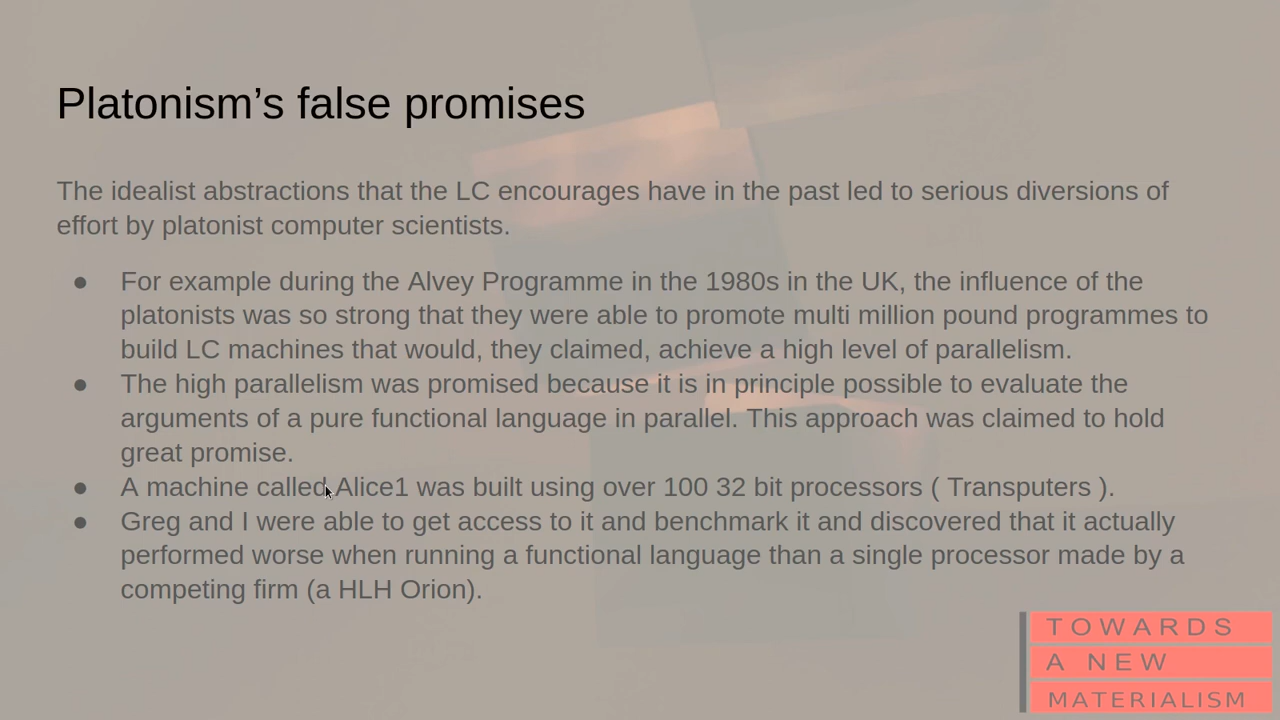 Platonism’s false promises
The idealist abstractions that the LC encourages have in the past led to serious diversions of
effort by platonist computer scientists.
● For example during the Alvey Programme in the 1980s in the UK, the influence of the
platonists was so strong that they were able to promote multi million pound programmes to
build LC machines that would, they claimed, achieve a high level of parallelism.
● The high parallelism was promised because it is in principle possible to evaluate the
arguments of a pure functional language in parallel. This approach was claimed to hold
great promise.
● A machine called Alice1 was built using over 100 32 bit processors ( Transputers ).
● Greg and I were able to get access to it and benchmark it and discovered that it actually
performed worse when running a functional language than a single processor made by a
competing firm (a HLH Orion).
TOWARDS
A NEW
MATERIALISM